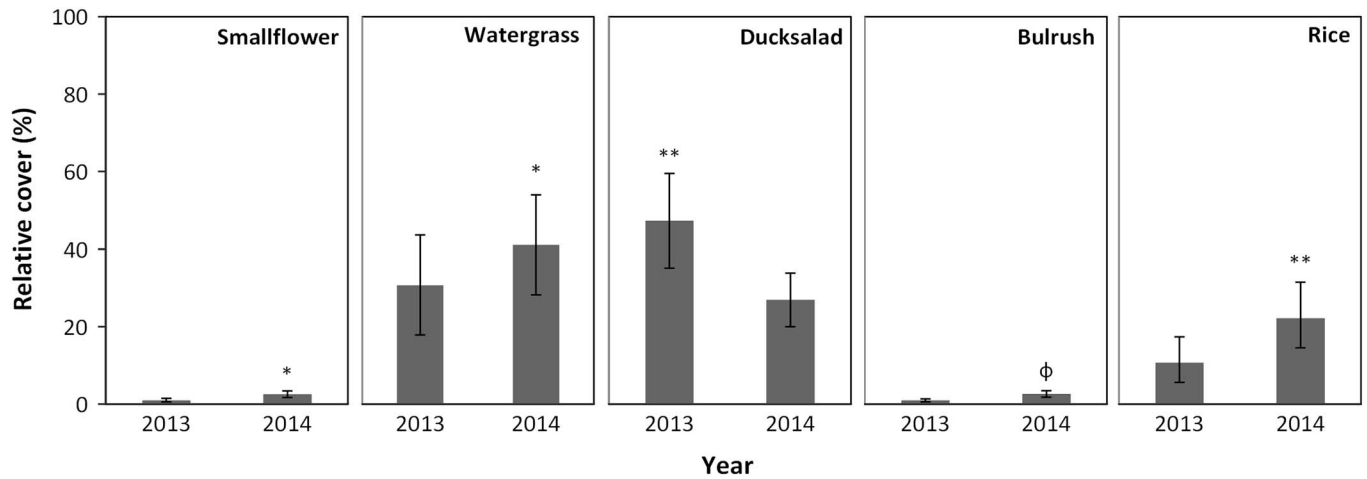 Relative cover (%)
100
80
60
40
20
0
Smallflower
*
2013 2014
Watergrass
*
2013 2014
Ducksalad
**
2013 2014
Bulrush
ϕ
2013 2014
Rice
**
2013 2014
Year